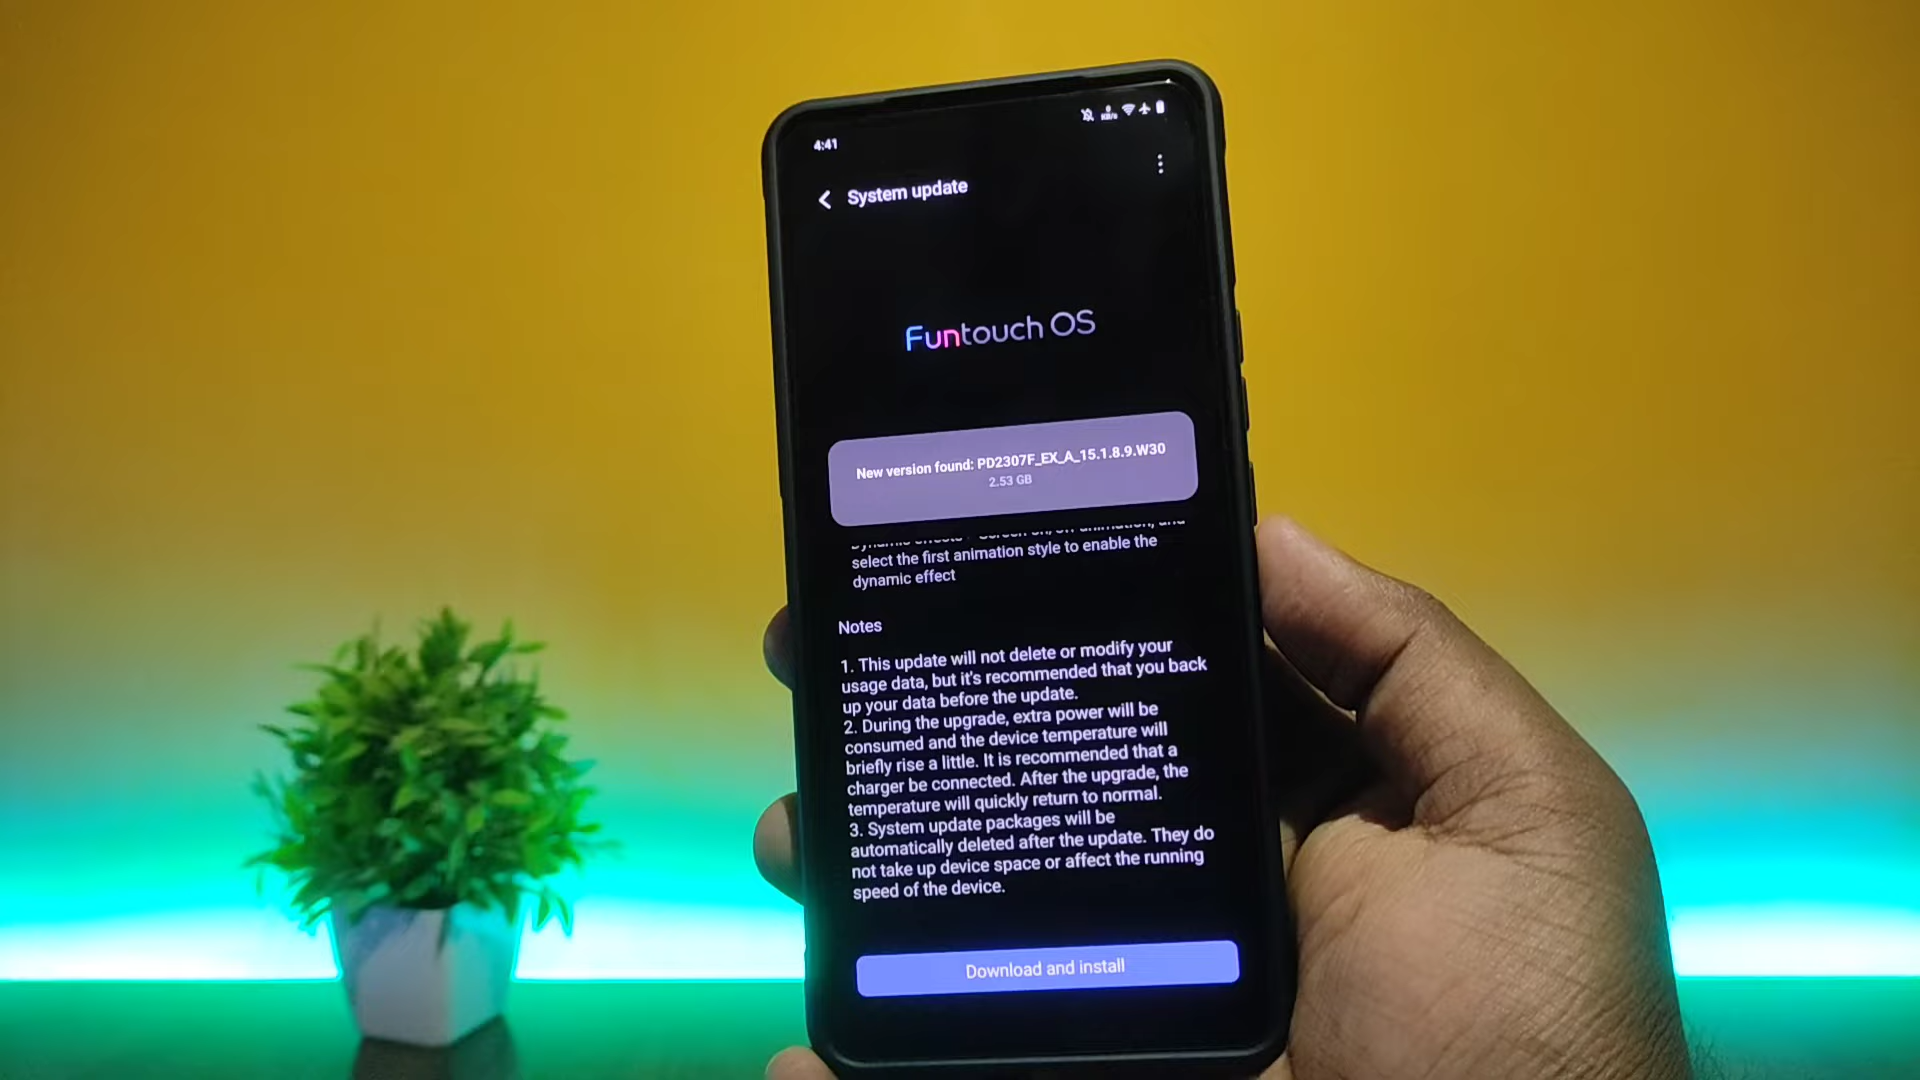 4:41
System update
Funtouch OS
New version found: PD2307F_EX_A_15.1.8.9.W30
2.53 GB
select the first animation style to enable the
dynamic effect
Notes
1. This update will not delete or modify your
usage data, but it's recommended that you back
up your data before the update.
2. During the upgrade, extra power will be
consumed and the device temperature will
briefly rise a little. It is recommended that a
charger be connected. After the upgrade, the
temperature will quickly return to normal.
3. System update packages will be
automatically deleted after the update. They do
not take up device space or affect the running
speed of the device.
Download and install